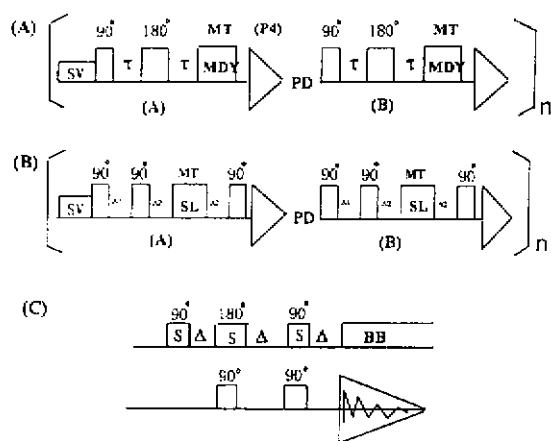 (A) 90° 180° MT (P4) 90° 180° MT
SV τ τ MDY PD τ τ MDY
(A) (B) n
(B) 90° 90° MT 90° 90° 90° MT 90°
SV SL PD SL
(A) (B) n
(C) 90° 180° 90°
S Δ S Δ S Δ BB
90° 90°